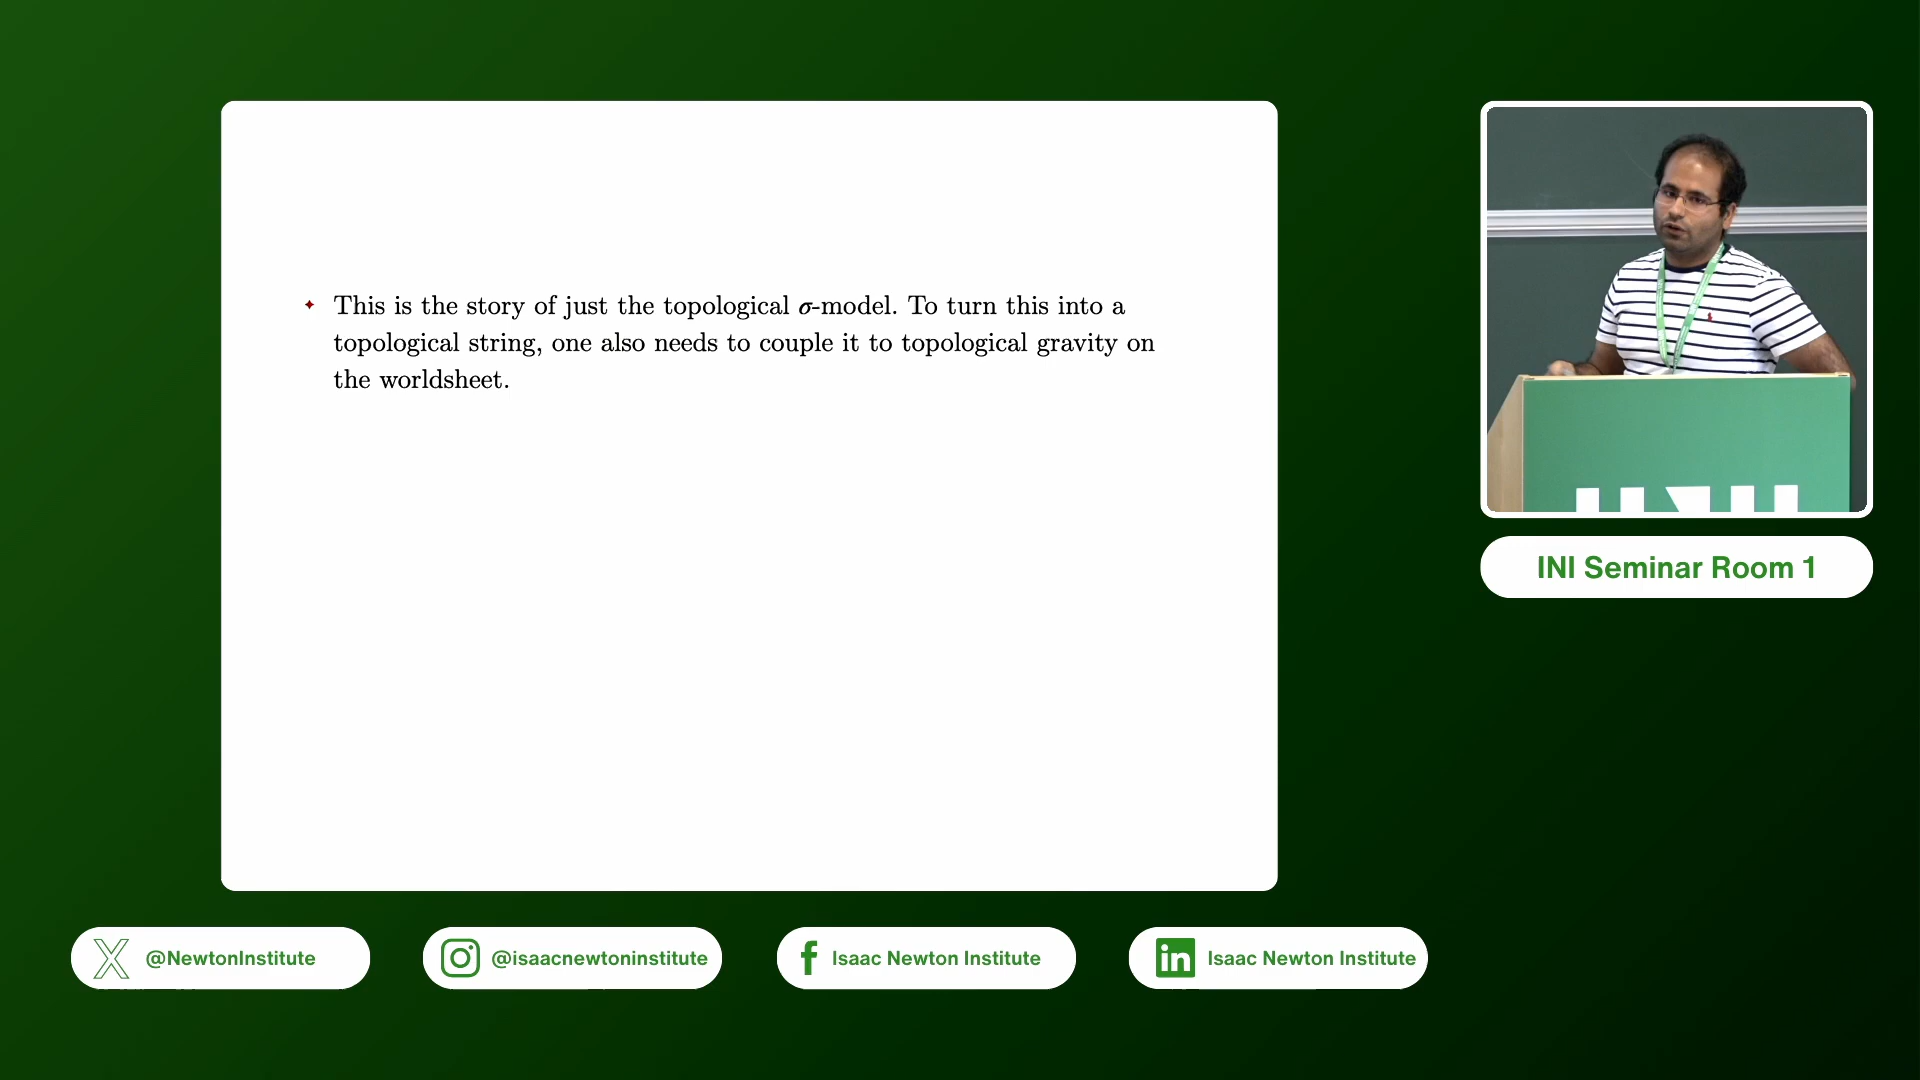 This is the story of just the topological σ-model. To turn this into a
topological string, one also needs to couple it to topological gravity on
the worldsheet.
INI Seminar Room 1
@NewtonInstitute
@isaacnewtoninstitute
Isaac Newton Institute
Isaac Newton Institute